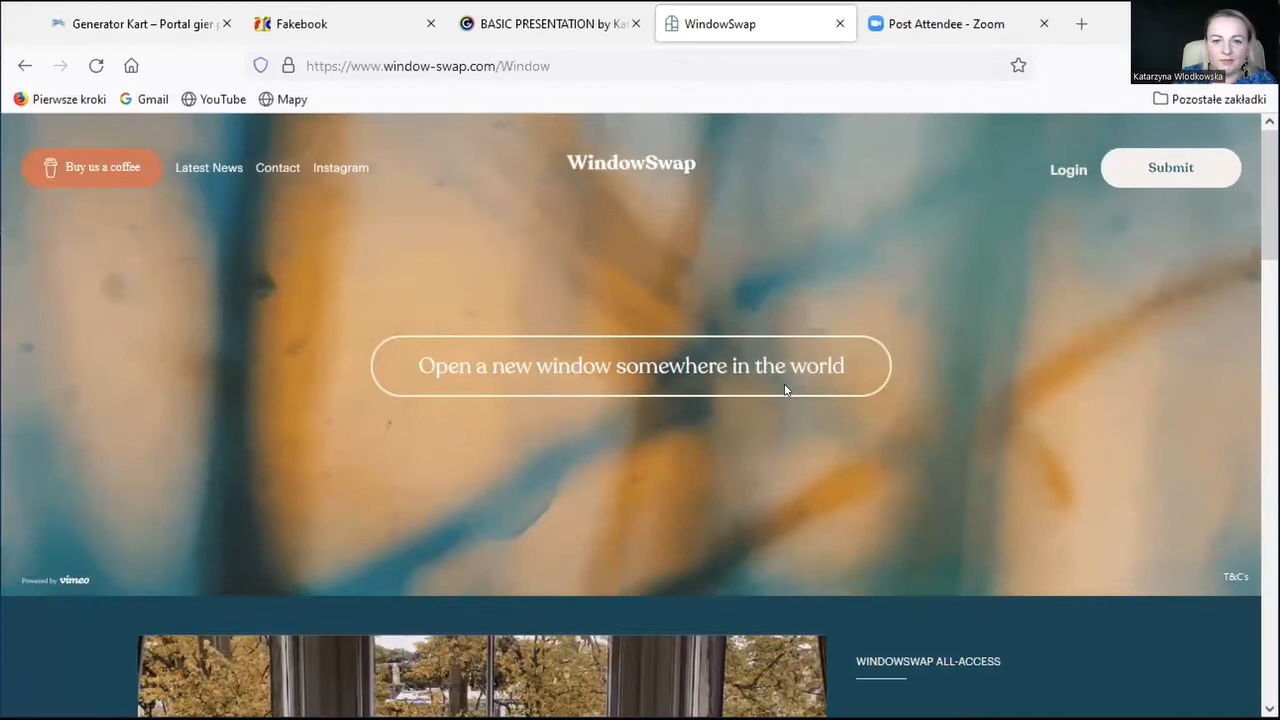 Generator Kart – Portal gier
Fakebook
BASIC PRESENTATION by Ka
WindowSwap
Post Attendee - Zoom
https://www.window-swap.com/Window
Pierwsze kroki
Gmail
YouTube
Mapy
Pozostałe zakładki
Katarzyna Wlodkowska
Buy us a coffee
Latest News
Contact
Instagram
WindowSwap
Login
Submit
Open a new window somewhere in the world
Powered by vimeo
T&C's
WINDOWSWAP ALL-ACCESS